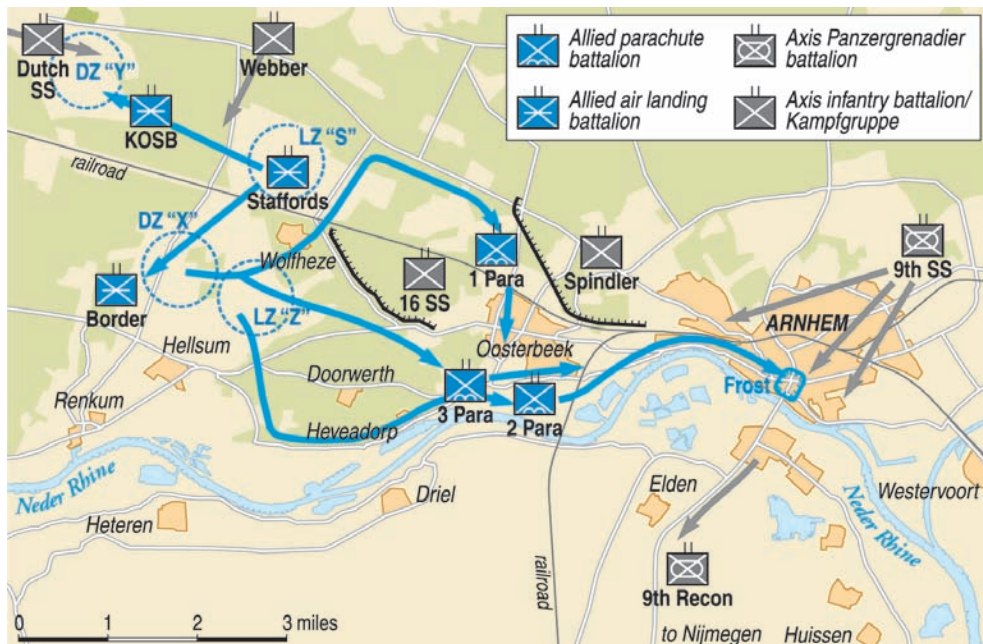 Allied parachute
battalion
Axis Panzergrenadier
battalion
Allied air landing
battalion
Axis infantry battalion/
Kampfgruppe
Dutch
SS
DZ "Y"
Webber
KOSB
LZ "S"
railroad
Staffords
DZ "X"
Wolfheze
1 Para
Spindler
9th SS
16 SS
Border
LZ "Z"
ARNHEM
Hellsum
Oosterbeek
Doorwerth
Frost
Renkum
3 Para
2 Para
Heveadorp
Neder Rhine
Driel
Elden
Westervoort
Heteren
Neder Rhine
railroad
9th Recon
0 1 2 3 miles
to Nijmegen
Huissen